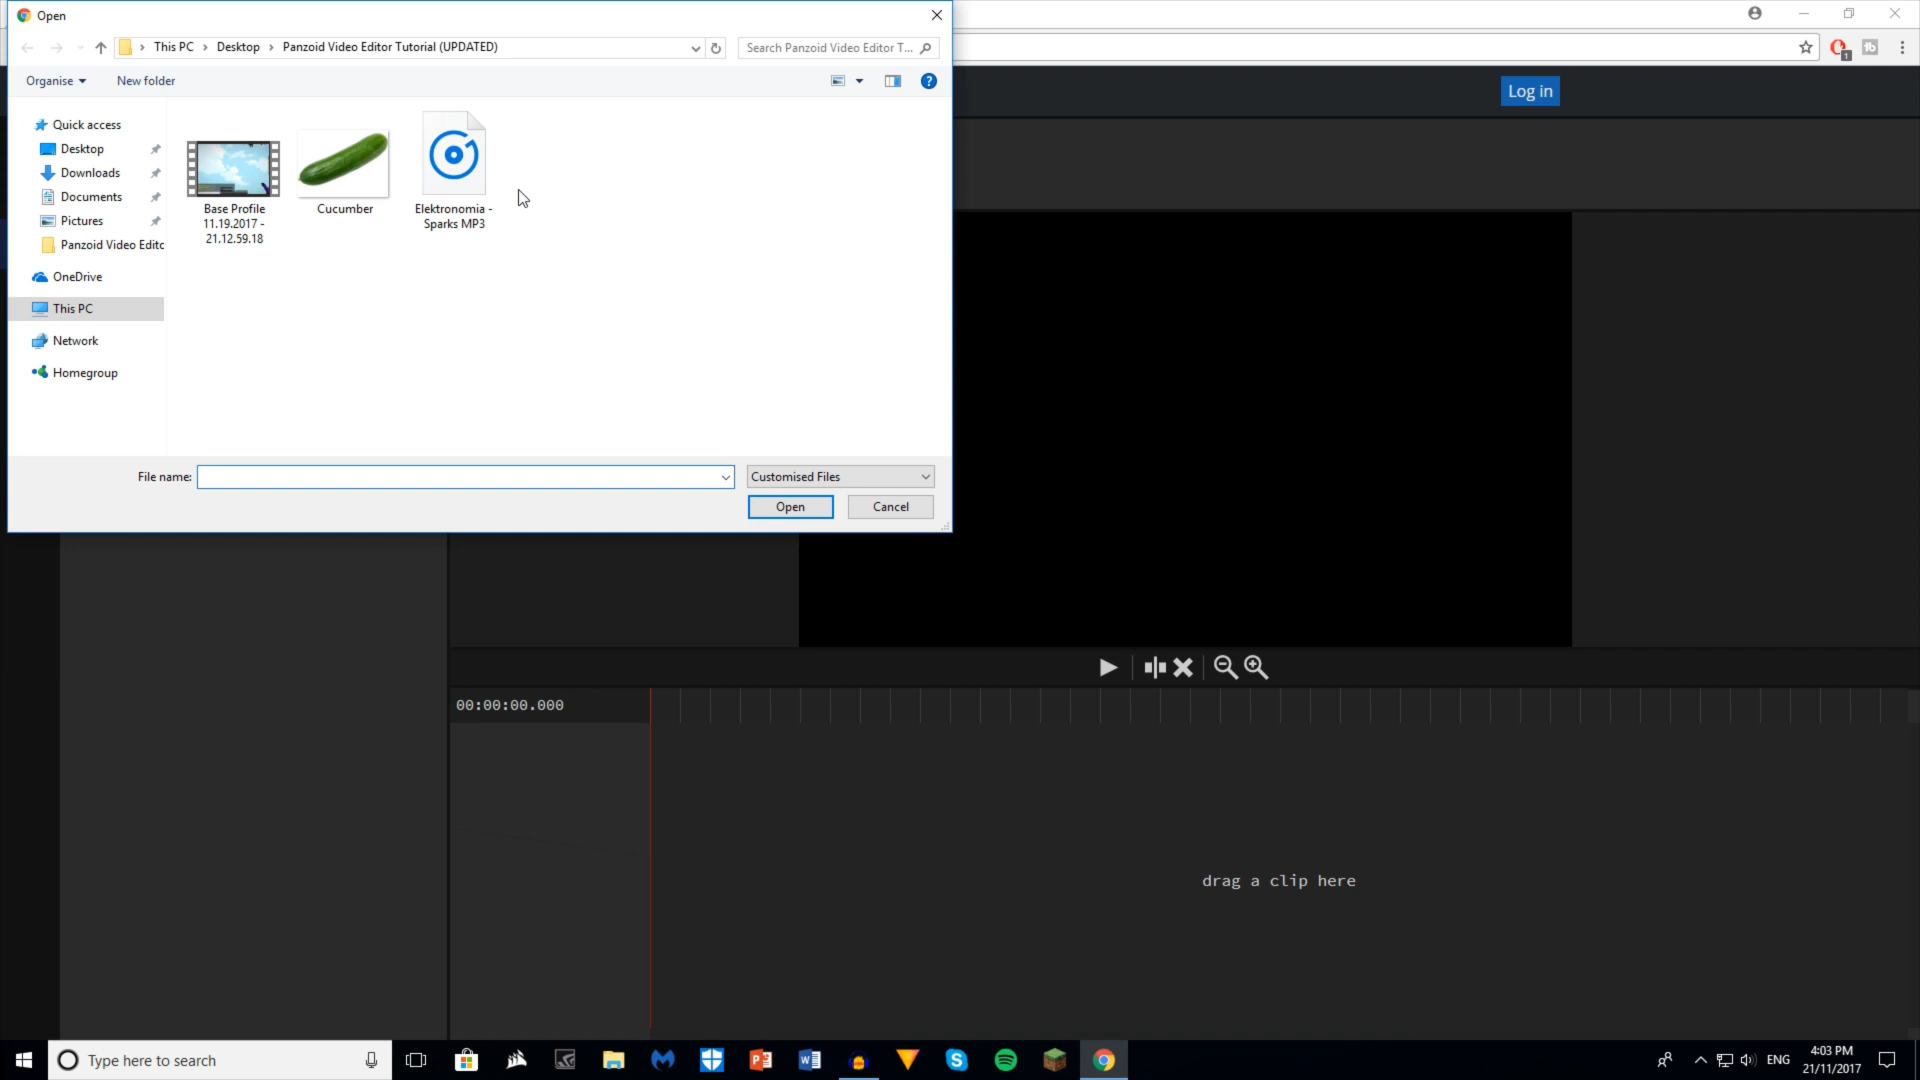 Open
This PC > Desktop > Panzoid Video Editor Tutorial (UPDATED)
Search Panzoid Video Editor T...
Organise
New folder
Log in
Quick access
Desktop
Downloads
Documents
Pictures
Panzoid Video Editc
OneDrive
This PC
Network
Homegroup
Base Profile
11.19.2017 -
21.12.59.18
Cucumber
Elektronomia -
Sparks MP3
File name:
Customised Files
Open
Cancel
00:00:00.000
drag a clip here
Type here to search
ENG
4:03 PM
21/11/2017